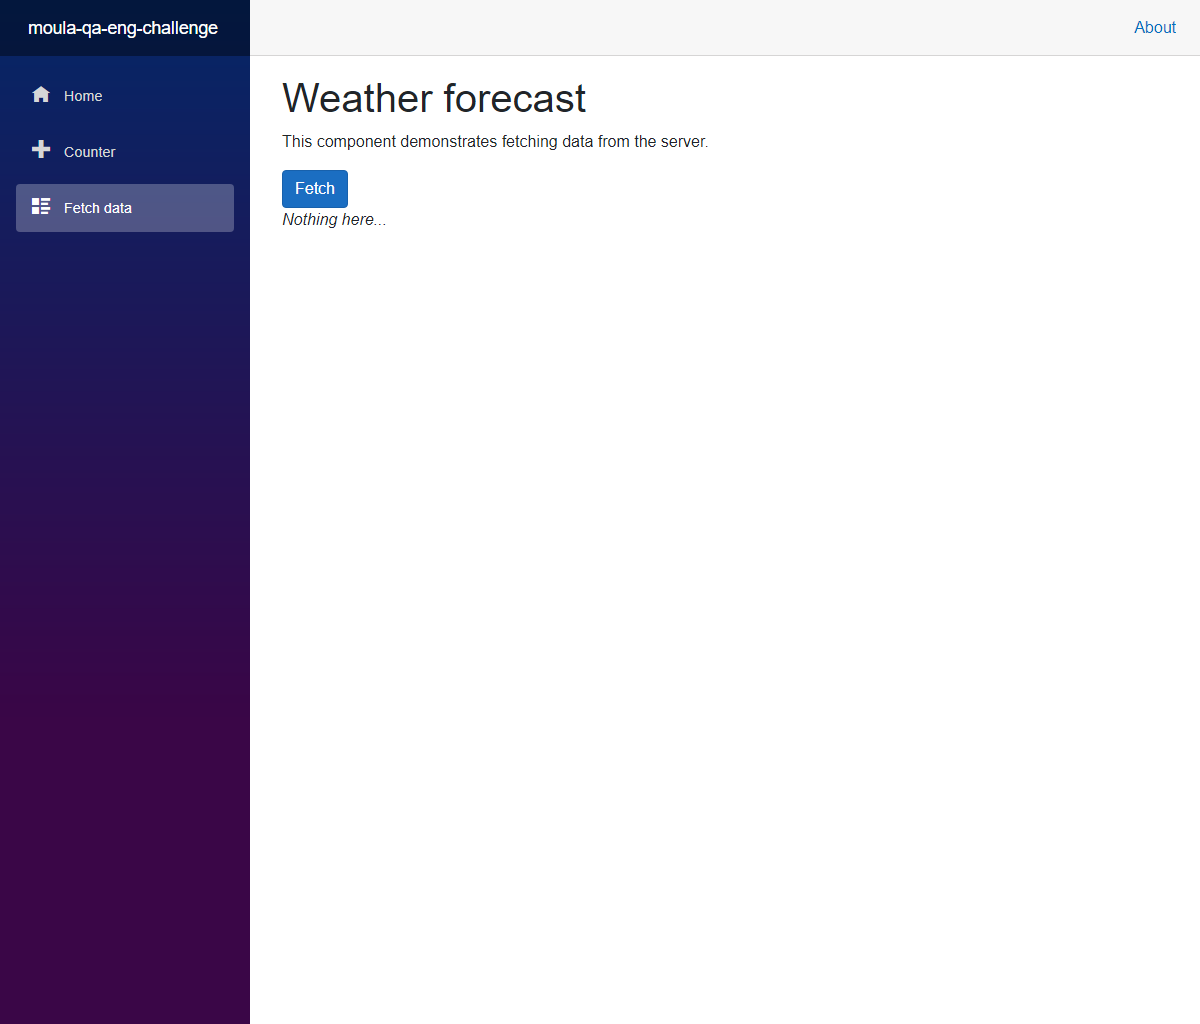 moula-qa-eng-challenge
About
Home
Counter
Fetch data
Weather forecast
This component demonstrates fetching data from the server.
Fetch
Nothing here...